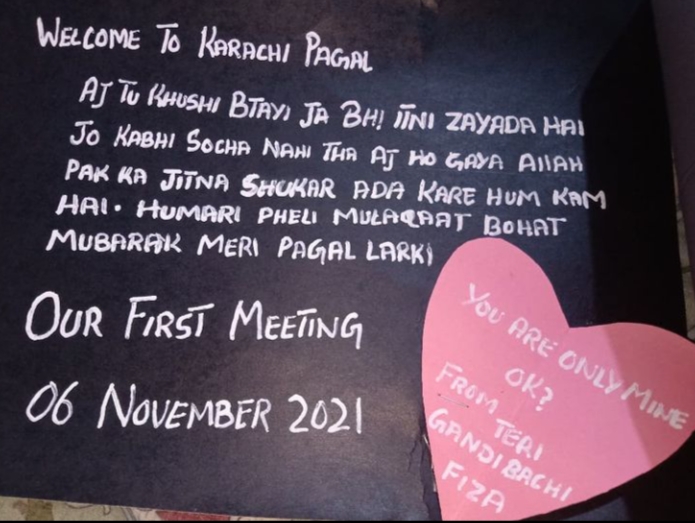 WELCOME TO KARACHI PAGAL
AJ TU KHUSHI BTAYI JA BHI ITNI ZAYADA HAI
JO KABHI SOCHA NAHI THA AJ HO GAYA AllAH
PAK KA JITNA SHUKAR ADA KARE HUM KAM
HAI. HUMARI PHELI MULAQAAT BOHAT
MUBARAK MERI PAGAL LARKI
OUR FIRST MEETING
06 NOVEMBER 2021
YOU ARE ONLY MINE
OK?
FROM TERI
GANDI BACHI
FIZA